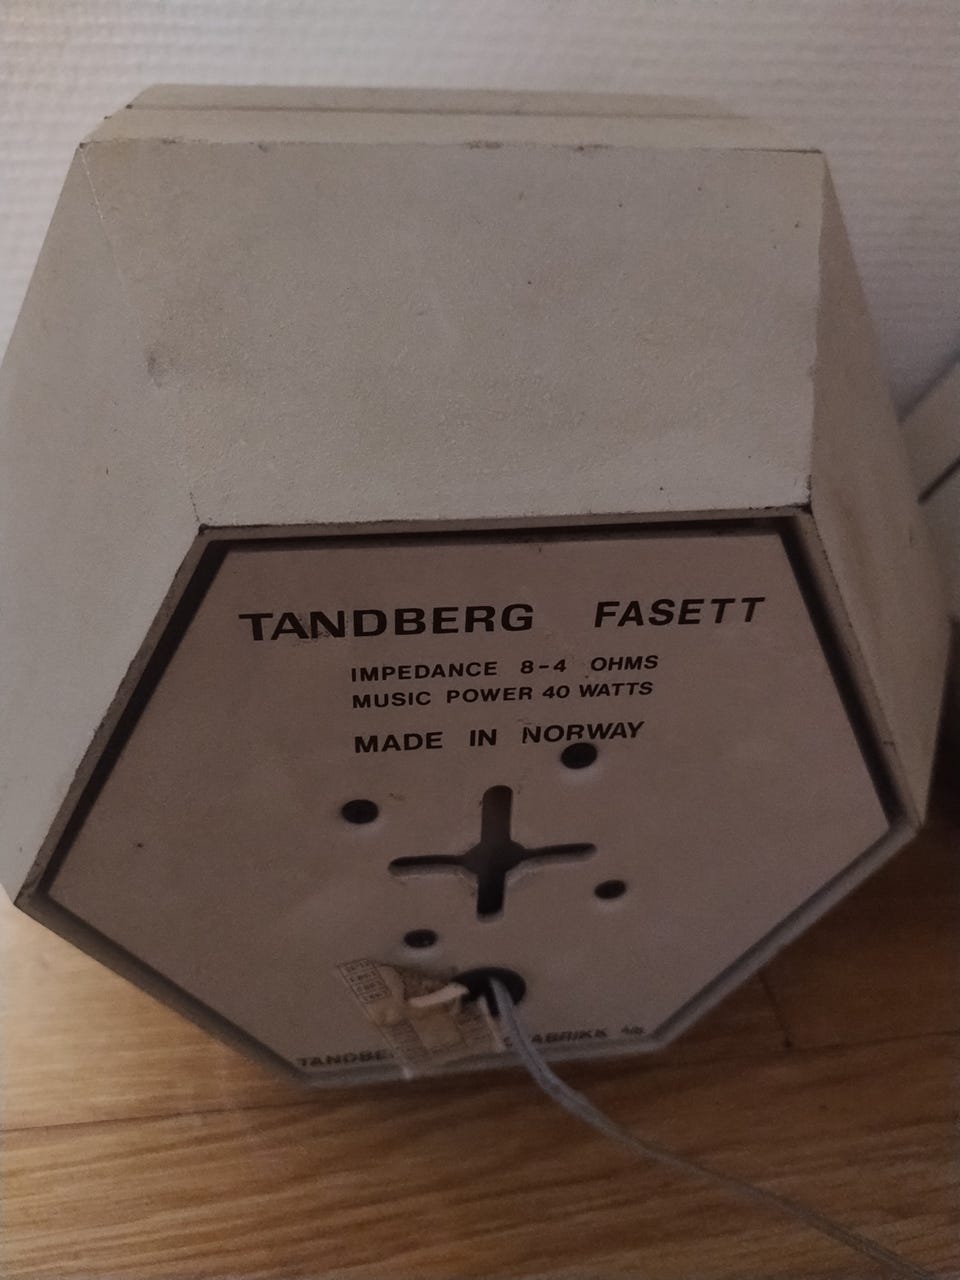 TANDBERG FASETT
IMPEDANCE 8-4 OHMS
MUSIC POWER 40 WATTS
MADE IN NORWAY